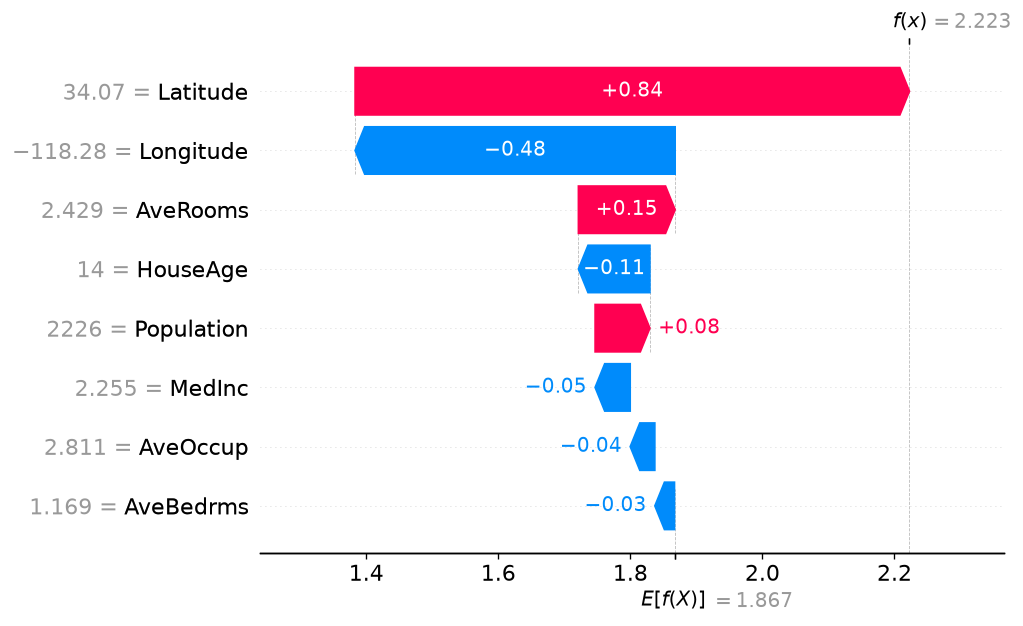 f(x) = 2.223
34.07 = Latitude +0.84
−118.28 = Longitude −0.48
2.429 = AveRooms +0.15
14 = HouseAge −0.11
2226 = Population +0.08
2.255 = MedInc −0.05
2.811 = AveOccup −0.04
1.169 = AveBedrms −0.03
1.4 1.6 1.8 2.0 2.2
E[f(X)] = 1.867